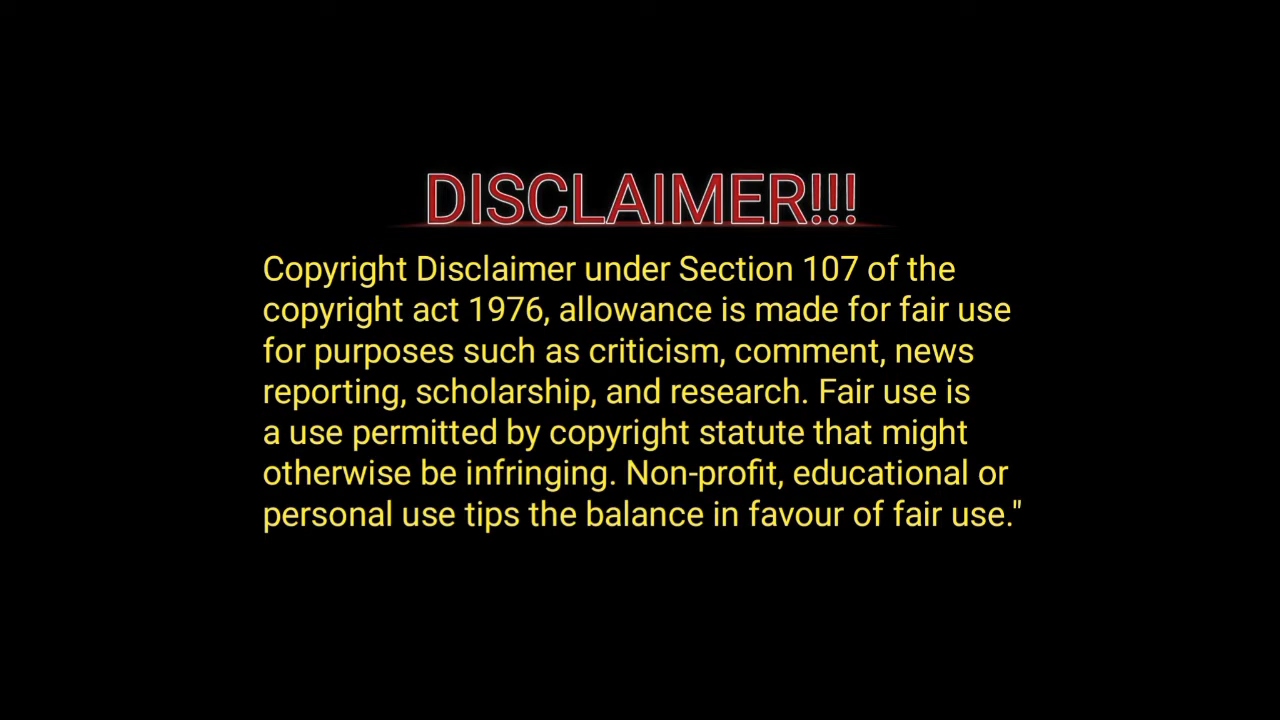 DISCLAIMER!!!
Copyright Disclaimer under Section 107 of the
copyright act 1976, allowance is made for fair use
for purposes such as criticism, comment, news
reporting, scholarship, and research. Fair use is
a use permitted by copyright statute that might
otherwise be infringing. Non-profit, educational or
personal use tips the balance in favour of fair use."